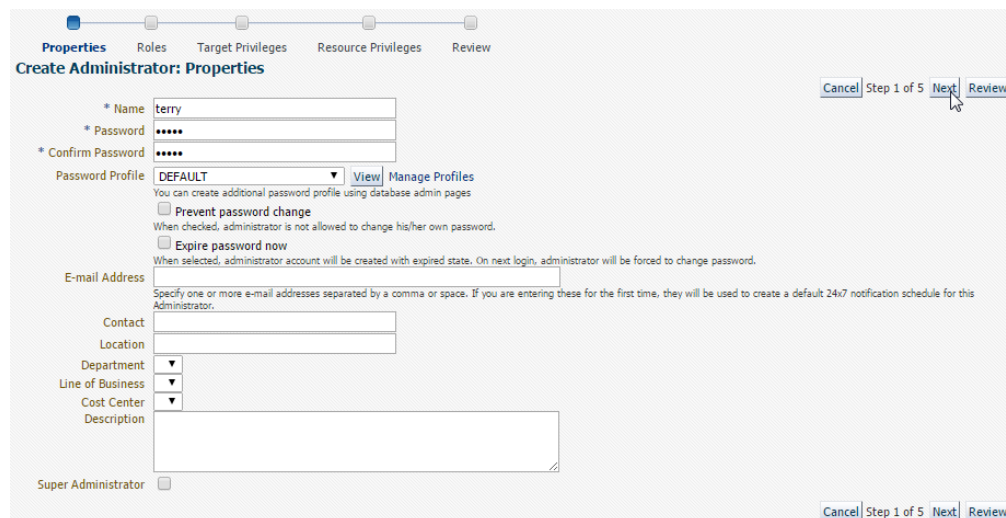 Properties Roles Target Privileges Resource Privileges Review
Create Administrator: Properties
Cancel Step 1 of 5 Next Review
* Name terry
* Password •••••
* Confirm Password •••••
Password Profile DEFAULT View Manage Profiles
You can create additional password profile using database admin pages
Prevent password change
When checked, administrator is not allowed to change his/her own password.
Expire password now
When selected, administrator account will be created with expired state. On next login, administrator will be forced to change password.
E-mail Address
Specify one or more e-mail addresses separated by a comma or space. If you are entering these for the first time, they will be used to create a default 24x7 notification schedule for this
Administrator.
Contact
Location
Department
Line of Business
Cost Center
Description
Super Administrator
Cancel Step 1 of 5 Next Review